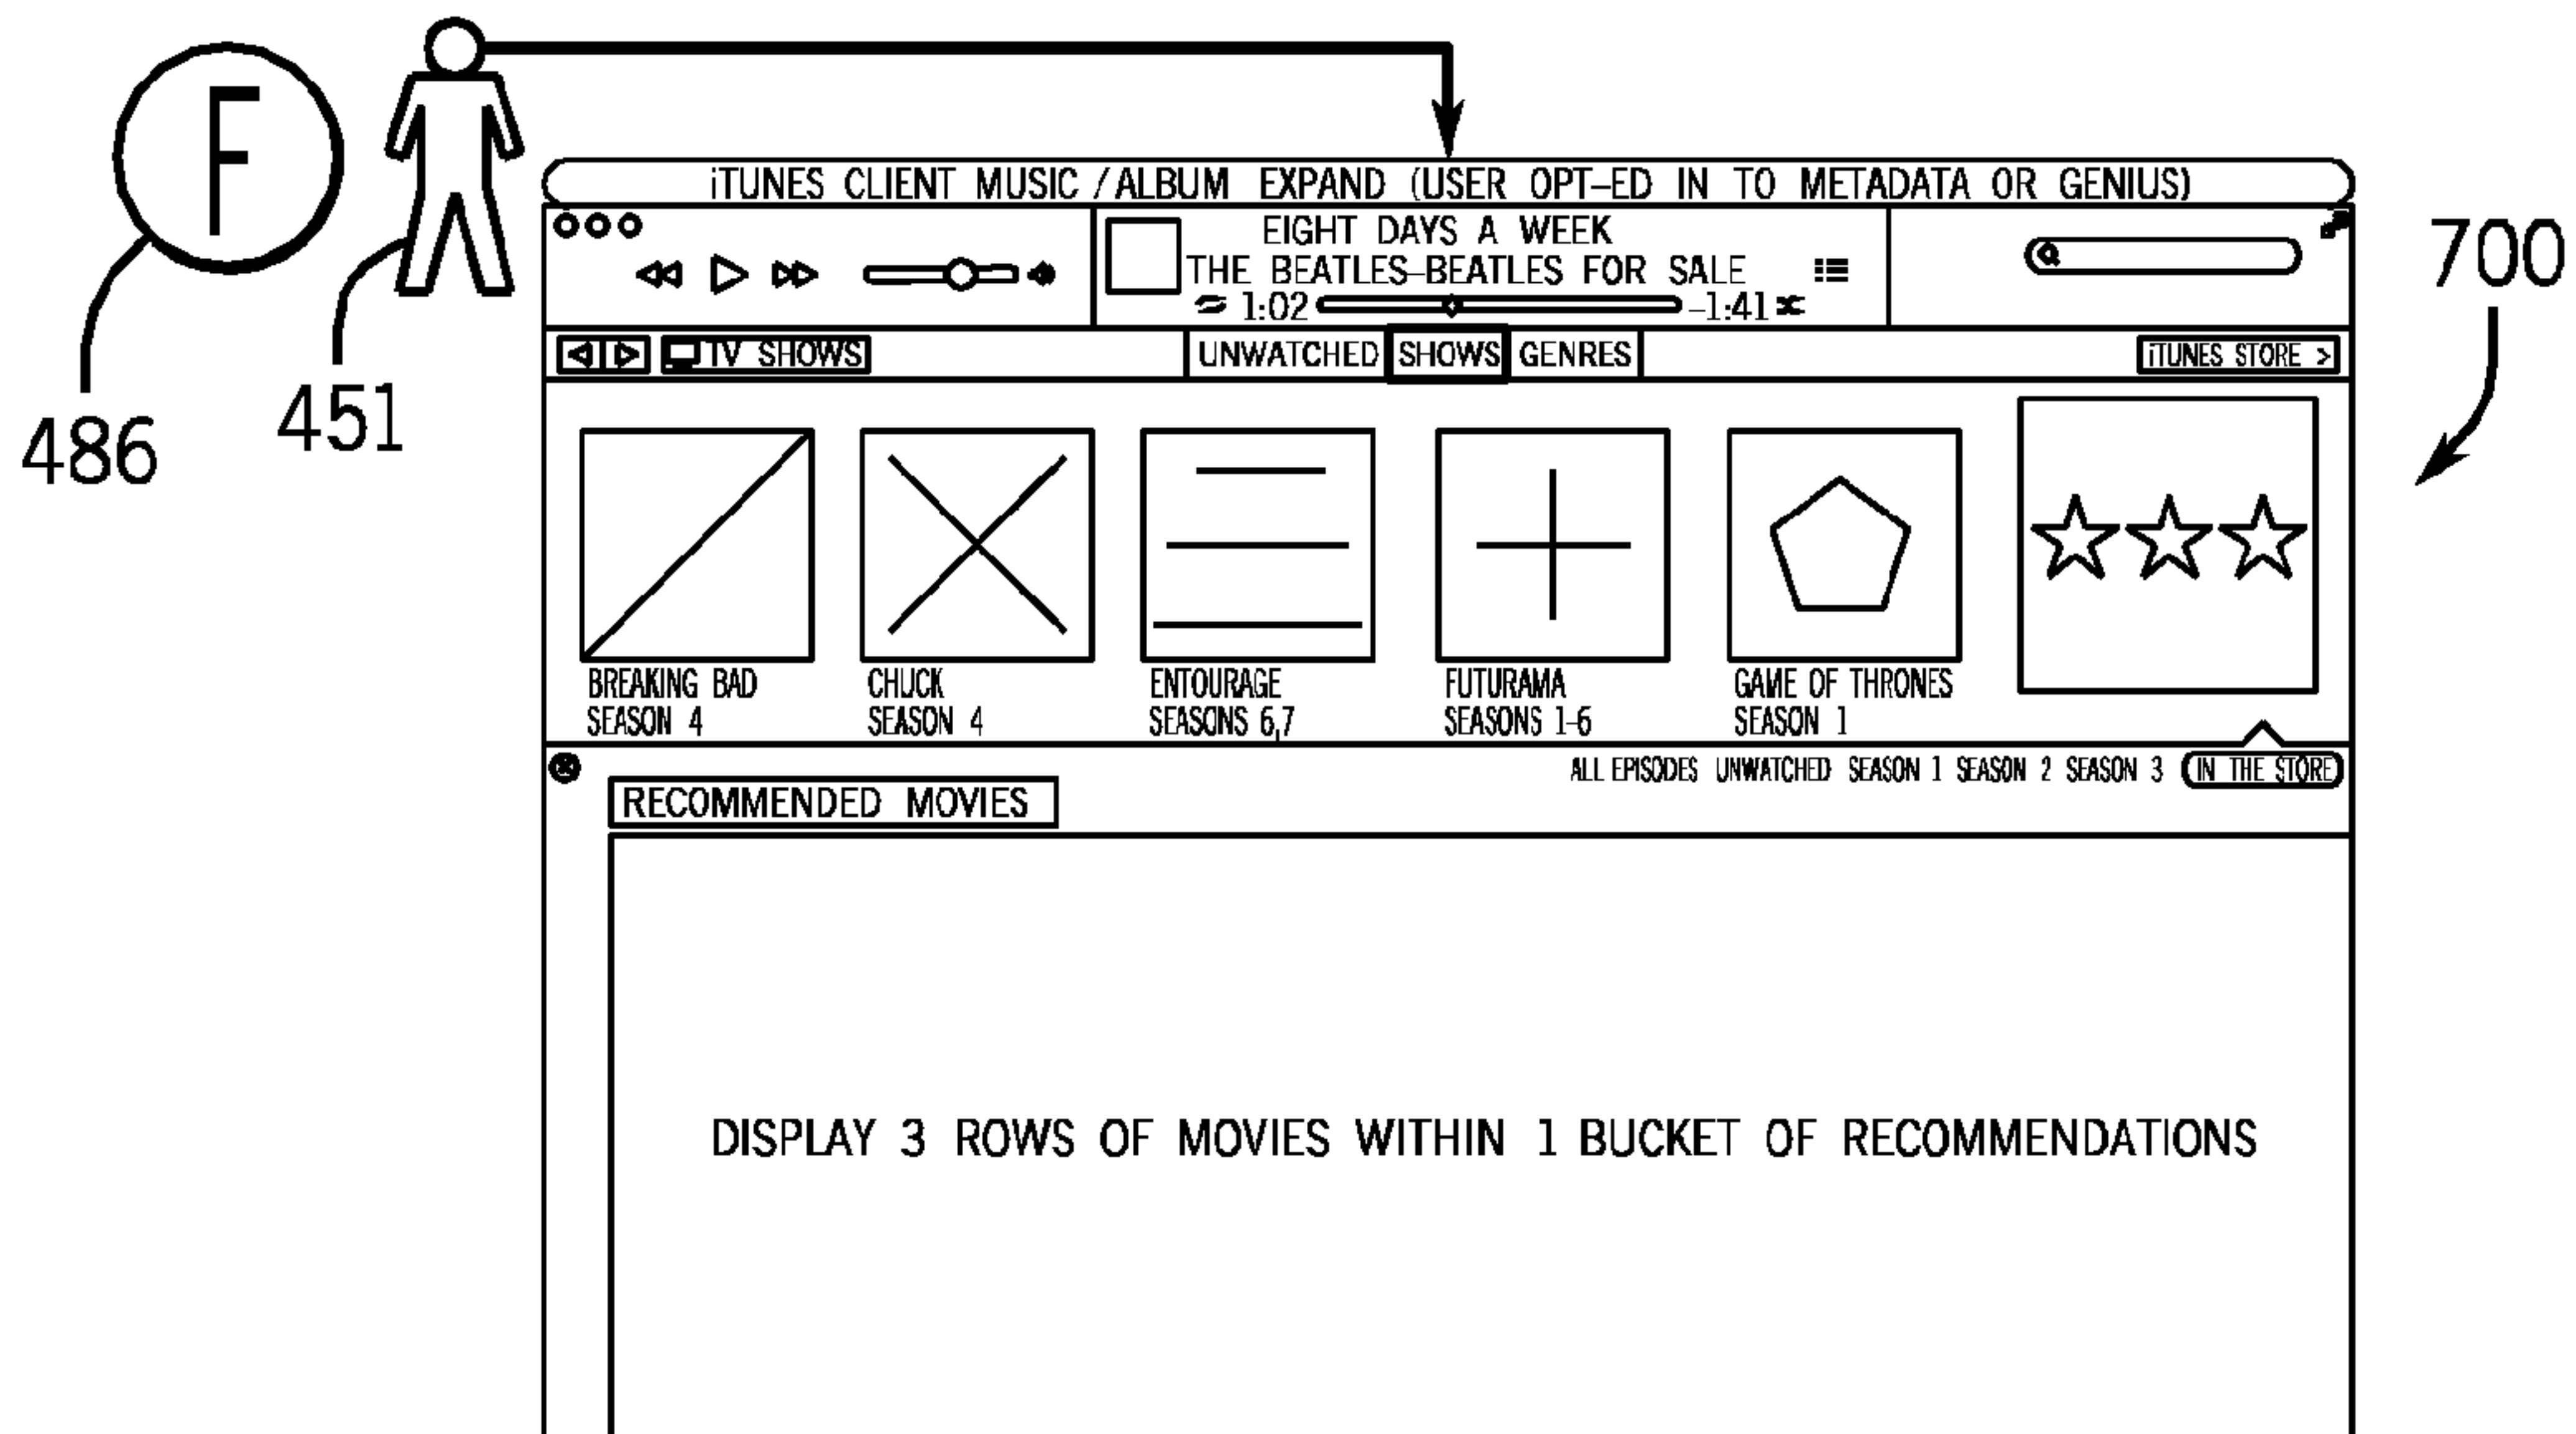 F
486
451
700
iTUNES CLIENT MUSIC / ALBUM EXPAND (USER OPT-ED IN TO METADATA OR GENIUS)
EIGHT DAYS A WEEK
THE BEATLES-BEATLES FOR SALE
1:02 -1:41
TV SHOWS UNWATCHED SHOWS GENRES iTUNES STORE >
BREAKING BAD
SEASON 4
CHUCK
SEASON 4
ENTOURAGE
SEASONS 6,7
FUTURAMA
SEASONS 1-6
GAME OF THRONES
SEASON 1
ALL EPISODES UNWATCHED SEASON 1 SEASON 2 SEASON 3 IN THE STORE
RECOMMENDED MOVIES
DISPLAY 3 ROWS OF MOVIES WITHIN 1 BUCKET OF RECOMMENDATIONS